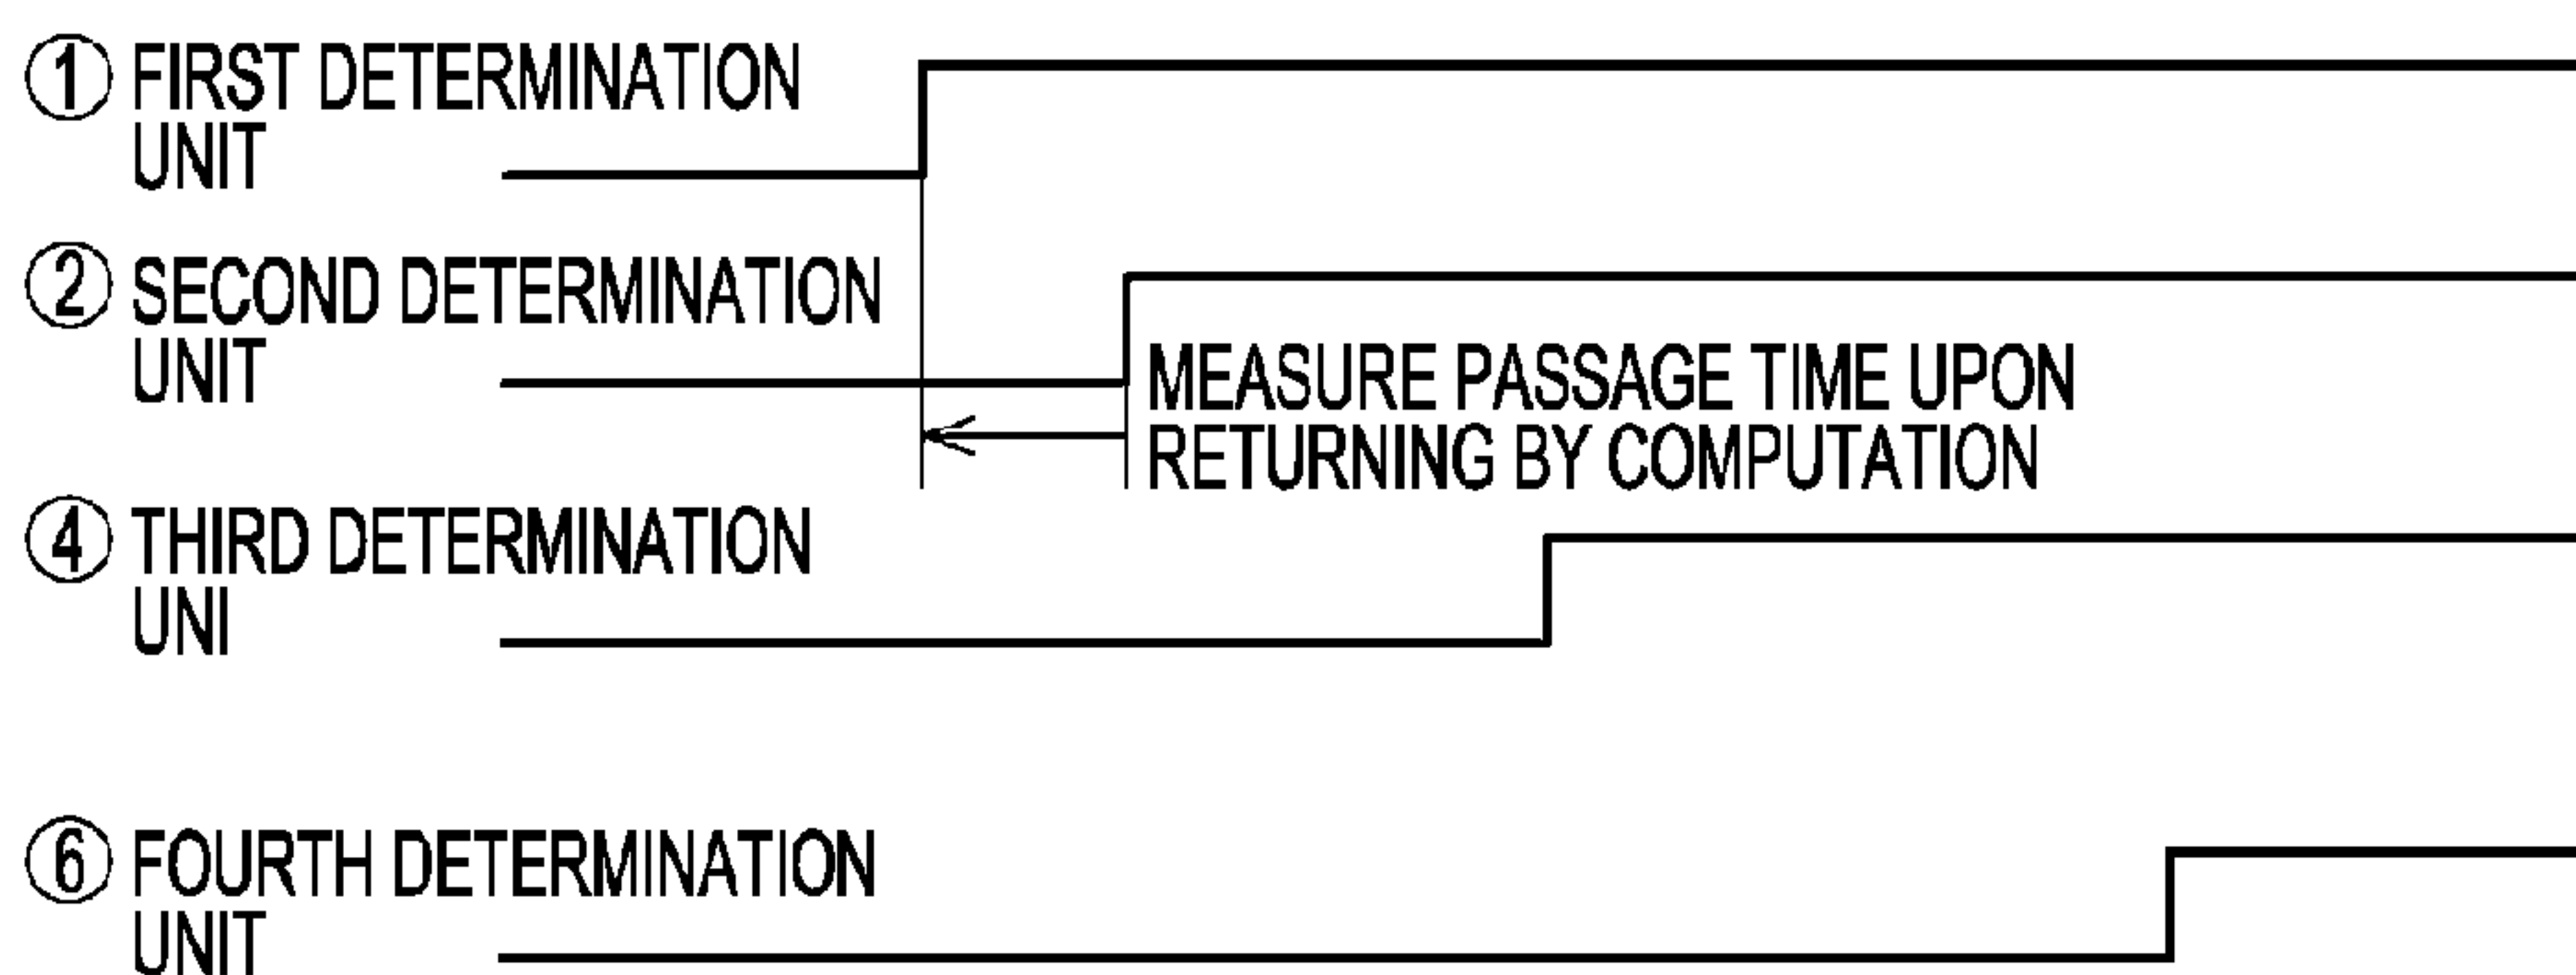 ① FIRST DETERMINATION
UNIT
② SECOND DETERMINATION
UNIT
MEASURE PASSAGE TIME UPON
RETURNING BY COMPUTATION
④ THIRD DETERMINATION
UNI
⑥ FOURTH DETERMINATION
UNIT